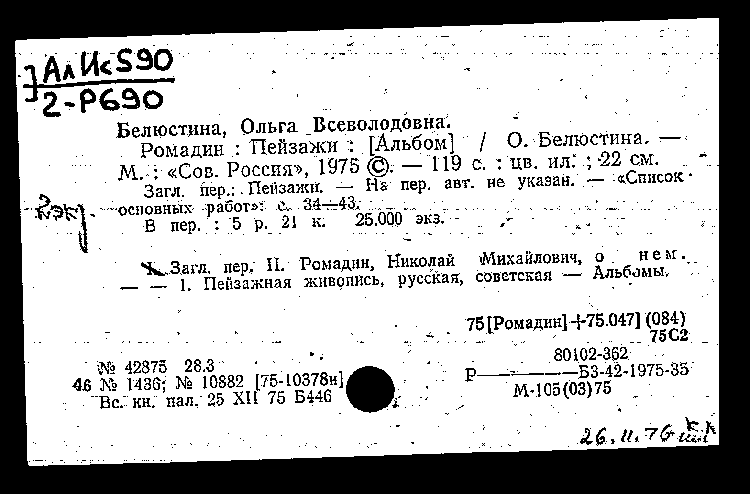 АлИс590
2-Р690
Белюстина, Ольга Всеволодовна.
Ромадин : Пейзажи : [Альбом] / О. Белюстина. —
М. : «Сов. Россия», 1975 ©. — 119 с. : цв. ил. ; 22 см.
Загл. пер.: Пейзажи. — На пер. авт. не указан. — «Список
основных работ»: с. 34—43.
2 экз.
В пер. : 5 р. 21 к. 25.000 экз.
I. Загл. пер. II. Ромадин, Николай Михайлович, о нем.
— — 1. Пейзажная живопись, русская, советская — Альбомы.
75[Ромадин]+75.047] (084)
75С2
80102-362
№ 42875 28.3
Р——————БЗ-42-1975-35
46 № 1436; № 10882 [75-10378и]
М-105(03)75
Вс. кн. пал. 25 XII 75 Б446
26.II.76